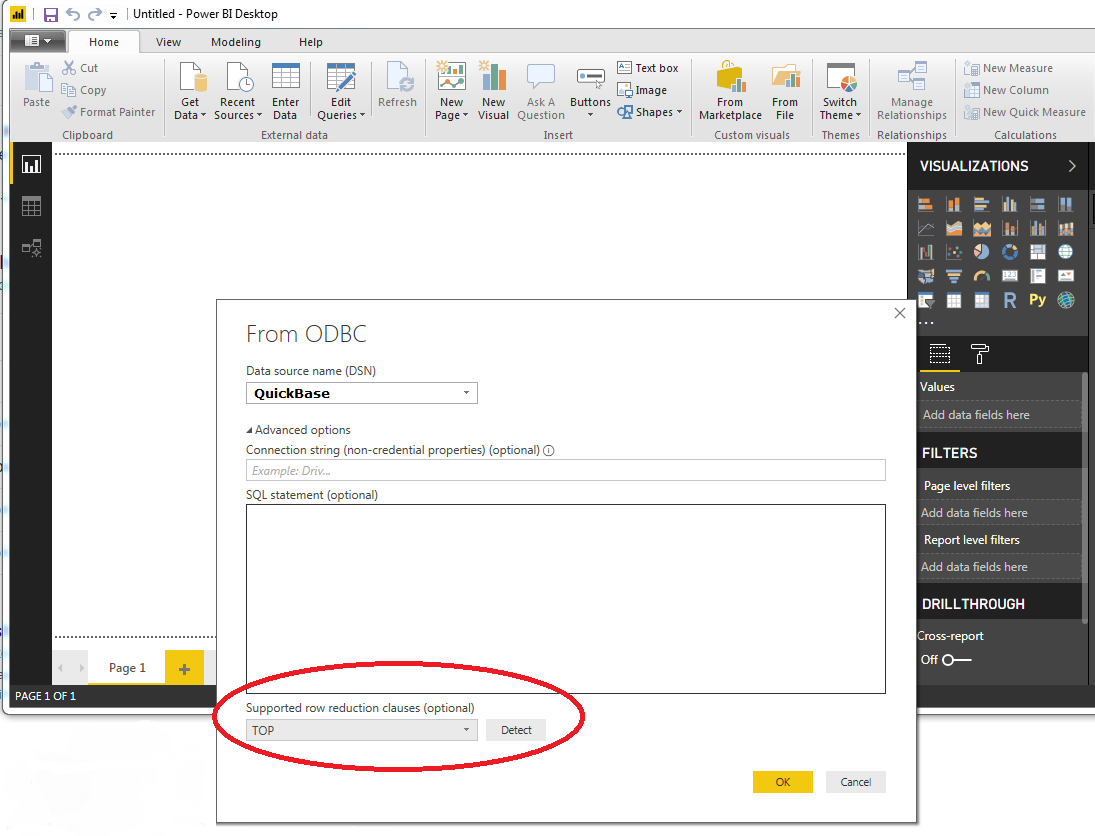 Untitled - Power BI Desktop
Home View Modeling Help
Paste
Cut
Copy
Format Painter
Clipboard
Get Data
Recent Sources
Enter Data
Edit Queries
Refresh
External data
New Page
New Visual
Ask A Question
Buttons
Text box
Image
Shapes
Insert
From Marketplace
From File
Custom visuals
Switch Theme
Themes
Manage Relationships
Relationships
New Measure
New Column
New Quick Measure
Calculations
VISUALIZATIONS
R Py
Values
Add data fields here
FILTERS
Page level filters
Add data fields here
Report level filters
Add data fields here
DRILLTHROUGH
Cross-report
Off
From ODBC
Data source name (DSN)
QuickBase
Advanced options
Connection string (non-credential properties) (optional)
Example: Driv...
SQL statement (optional)
Supported row reduction clauses (optional)
TOP
Detect
OK Cancel
Page 1
PAGE 1 OF 1